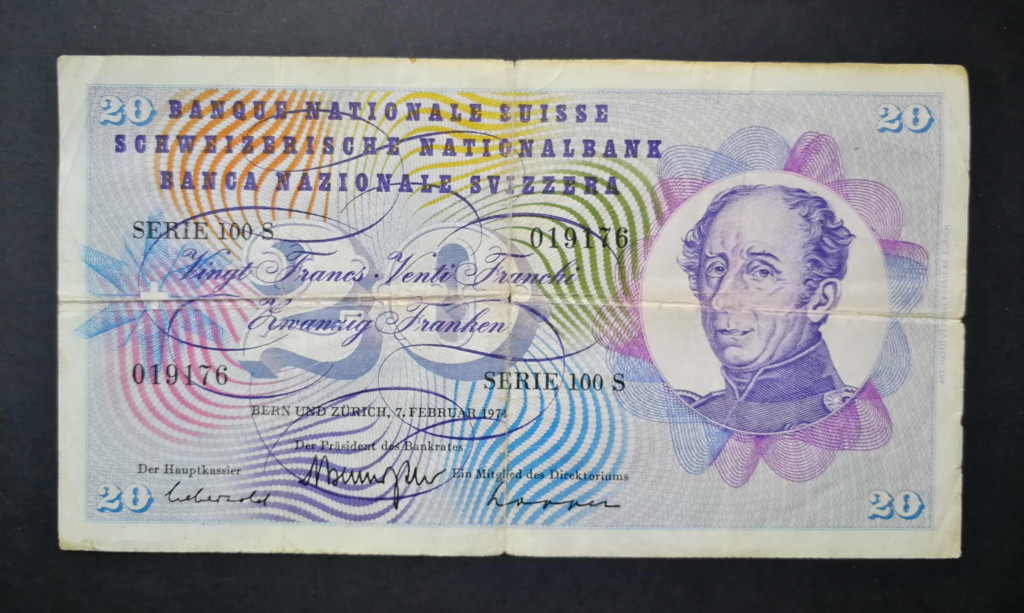 20 BANQUE NATIONALE SUISSE 20
SCHWEIZERISCHE NATIONALBANK
BANCA NAZIONALE SVIZZERA
SERIE 100 S 019176
20
Vingt Francs · Venti Franchi
Zwanzig Franken
019176 SERIE 100 S
BERN UND ZÜRICH, 7. FEBRUAR 1974
Der Präsident des Bankrates
Der Hauptkassier Ein Mitglied des Direktoriums
20 20